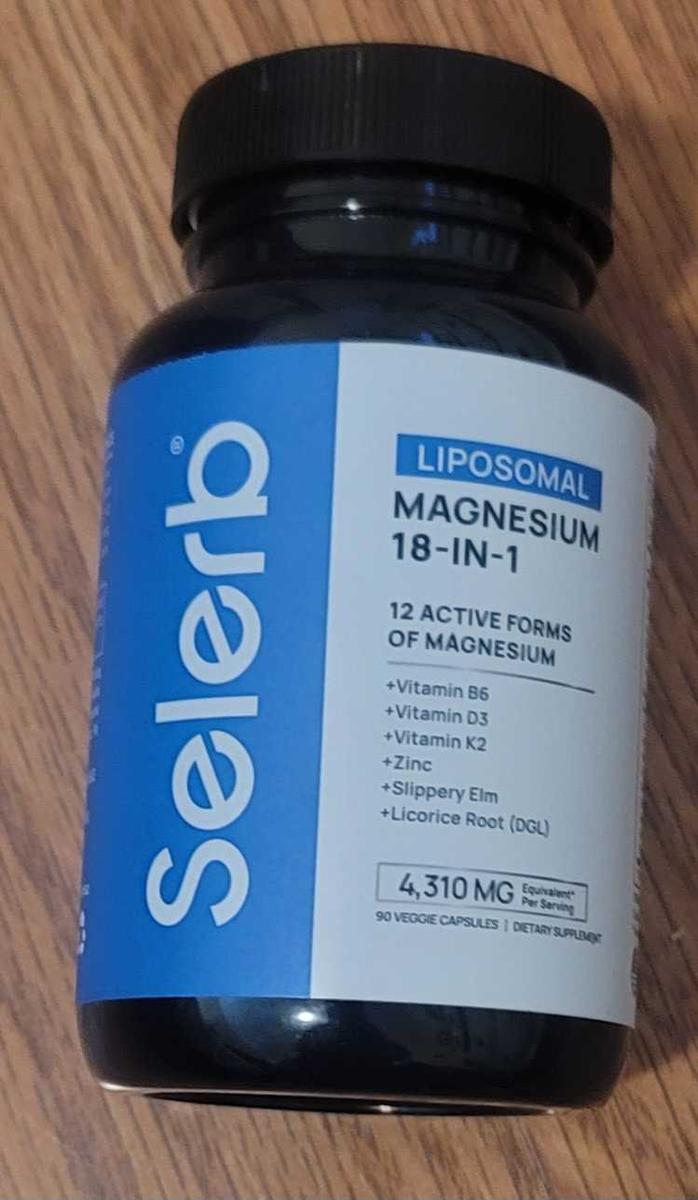 Selerb®
LIPOSOMAL
MAGNESIUM
18-IN-1
12 ACTIVE FORMS
OF MAGNESIUM
+Vitamin B6
+Vitamin D3
+Vitamin K2
+Zinc
+Slippery Elm
+Licorice Root (DGL)
4,310 MG Equivalent*
Per Serving
90 VEGGIE CAPSULES | DIETARY SUPPLEMENT